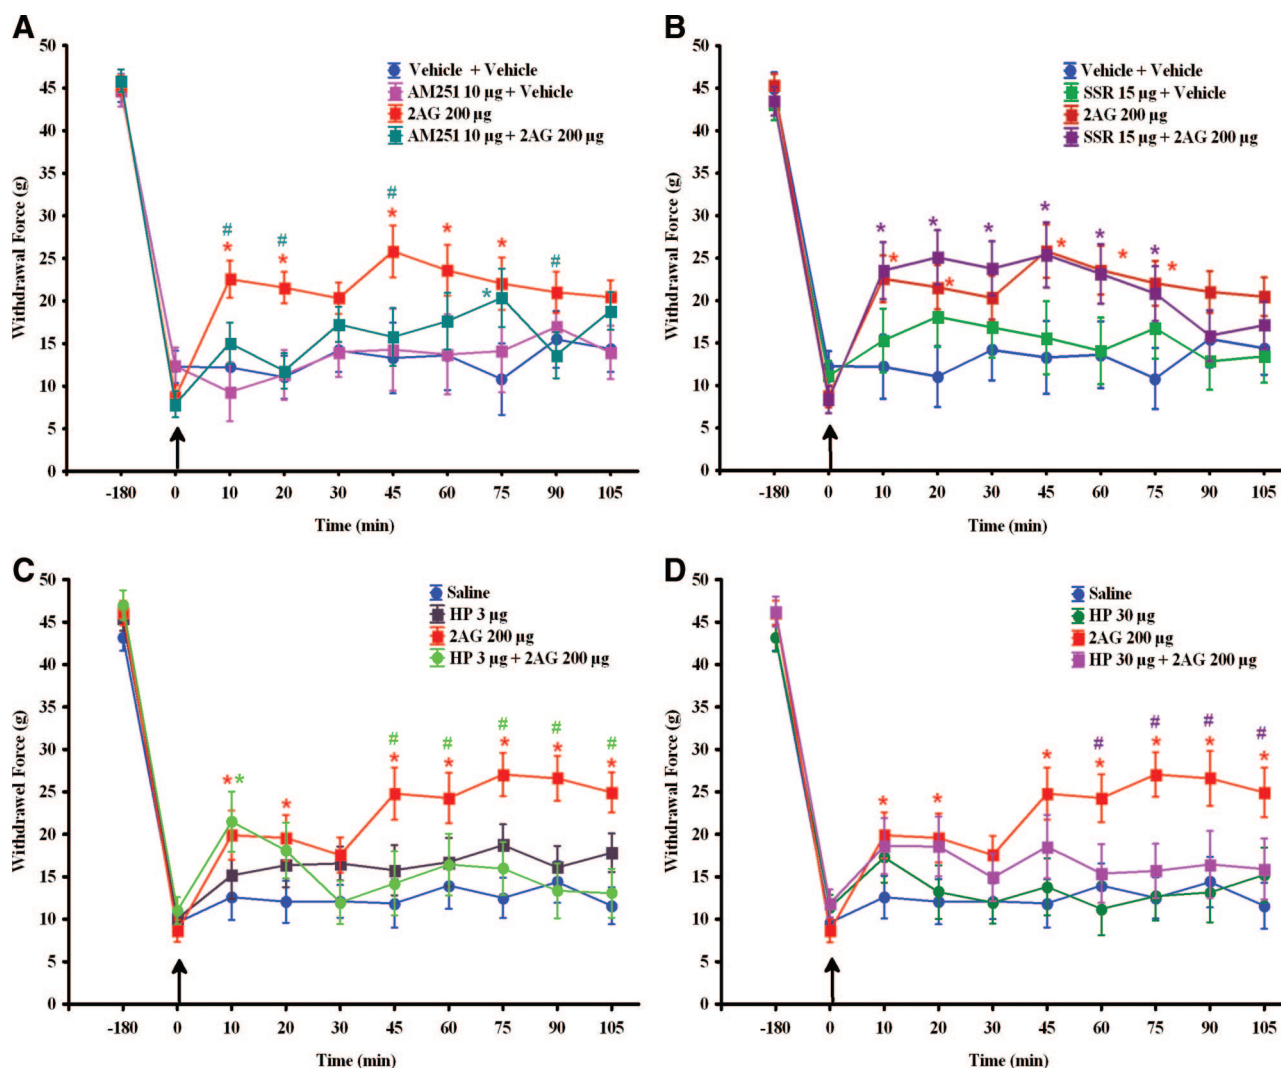 A
50
45
40
35
30
25
20
15
10
5
0
Withdrawal Force (g)
Vehicle + Vehicle
AM251 10 µg + Vehicle
2AG 200 µg
AM251 10 µg + 2AG 200 µg
# # # #
* * * * * *
-180 0 10 20 30 45 60 75 90 105
Time (min)
B
50
45
40
35
30
25
20
15
10
5
0
Withdrawal Force (g)
Vehicle + Vehicle
SSR 15 µg + Vehicle
2AG 200 µg
SSR 15 µg + 2AG 200 µg
* * * * * *
* * * * *
-180 0 10 20 30 45 60 75 90 105
Time (min)
C
50
45
40
35
30
25
20
15
10
5
0
Withdrawel Force (g)
Saline
HP 3 µg
2AG 200 µg
HP 3 µg + 2AG 200 µg
# # # # #
* * * * * * * *
-180 0 10 20 30 45 60 75 90 105
Time (min)
D
50
45
40
35
30
25
20
15
10
5
0
Withdrawal Force (g)
Saline
HP 30 µg
2AG 200 µg
HP 30 µg + 2AG 200 µg
# # # #
* * * * * * *
-180 0 10 20 30 45 60 75 90 105
Time (min)